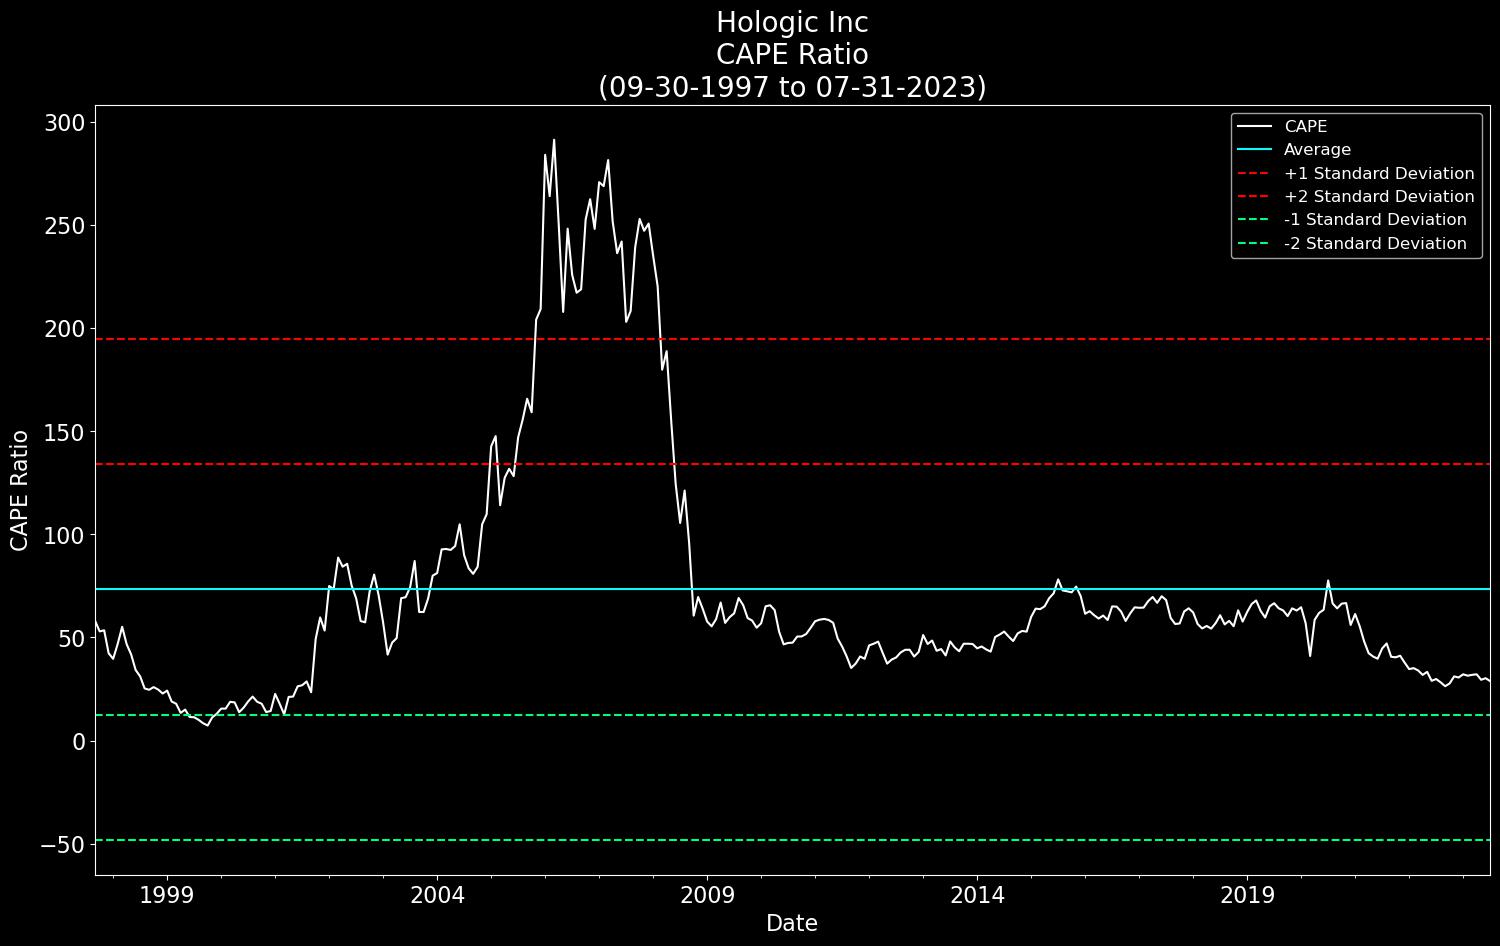 Hologic Inc
CAPE Ratio
(09-30-1997 to 07-31-2023)
CAPE
Average
+1 Standard Deviation
+2 Standard Deviation
-1 Standard Deviation
-2 Standard Deviation
CAPE Ratio
300
250
200
150
100
50
0
−50
1999
2004
2009
2014
2019
Date